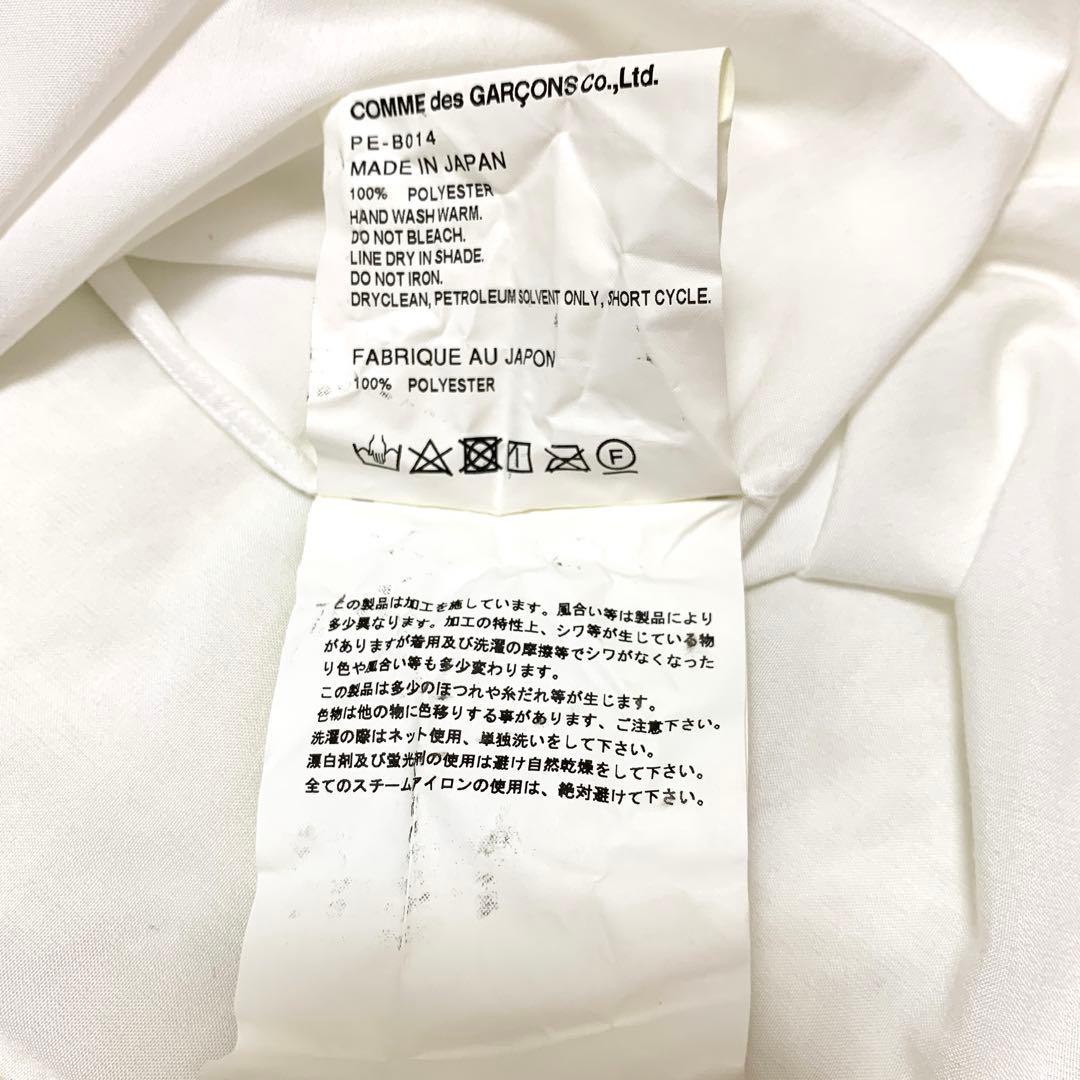 COMME des GARÇONS Co.,Ltd.
PE-B014
MADE IN JAPAN
100% POLYESTER
HAND WASH WARM.
DO NOT BLEACH.
LINE DRY IN SHADE.
DO NOT IRON.
DRYCLEAN, PETROLEUM SOLVENT ONLY, SHORT CYCLE.
FABRIQUE AU JAPON
100% POLYESTER
F
この製品は加工を施しています。風合い等は製品により
多少異なります。加工の特性上、シワ等が生じている物
がありますが着用及び洗濯の摩擦等でシワがなくなった
り色や風合い等も多少変わります。
この製品は多少のほつれや糸だれ等が生じます。
色物は他の物に色移りする事があります、ご注意下さい。
洗濯の際はネット使用、単独洗いをして下さい。
漂白剤及び蛍光剤の使用は避け自然乾燥をして下さい。
全てのスチームアイロンの使用は、絶対避けて下さい。